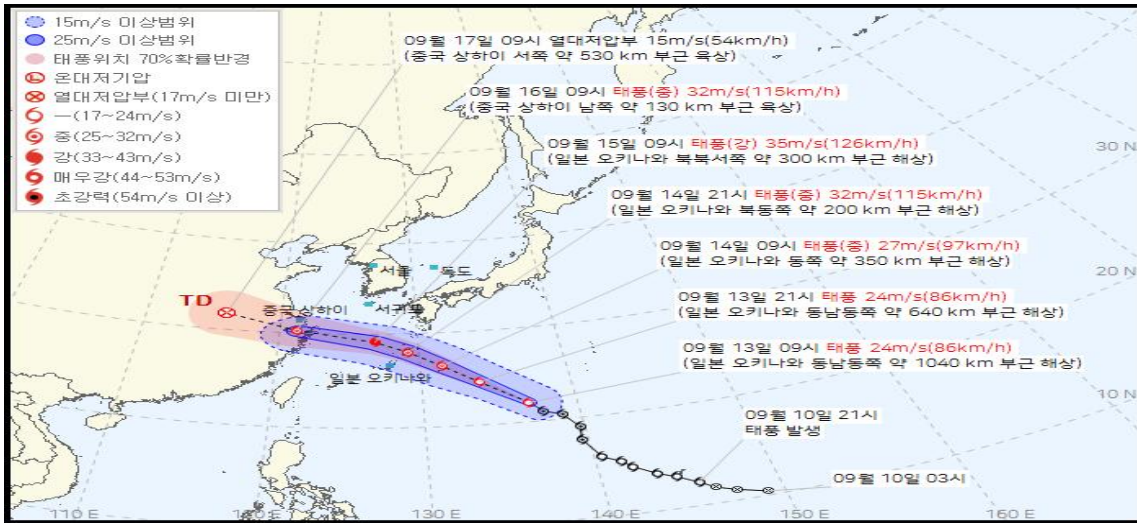 15m/s 이상범위
25m/s 이상범위
태풍위치 70%확률반경
온대저기압
열대저압부(17m/s 미만)
—(17~24m/s)
중(25~32m/s)
강(33~43m/s)
매우강(44~53m/s)
초강력(54m/s 이상)
09월 17일 09시 열대저압부 15m/s(54km/h)
(중국 상하이 서쪽 약 530 km 부근 육상)
09월 16일 09시 태풍(중) 32m/s(115km/h)
(중국 상하이 남쪽 약 130 km 부근 육상)
09월 15일 09시 태풍(강) 35m/s(126km/h)
(일본 오키나와 북북서쪽 약 300 km 부근 해상)
09월 14일 21시 태풍(중) 32m/s(115km/h)
(일본 오키나와 북동쪽 약 200 km 부근 해상)
09월 14일 09시 태풍(중) 27m/s(97km/h)
(일본 오키나와 동쪽 약 350 km 부근 해상)
09월 13일 21시 태풍 24m/s(86km/h)
(일본 오키나와 동남동쪽 약 640 km 부근 해상)
09월 13일 09시 태풍 24m/s(86km/h)
(일본 오키나와 동남동쪽 약 1040 km 부근 해상)
09월 10일 21시
태풍 발생
09월 10일 03시
30 N
20 N
10 N
서울
독도
서귀포
TD
중국 상하이
일본 오키나와
110 E
120 E
130 E
140 E
150 E
160 E